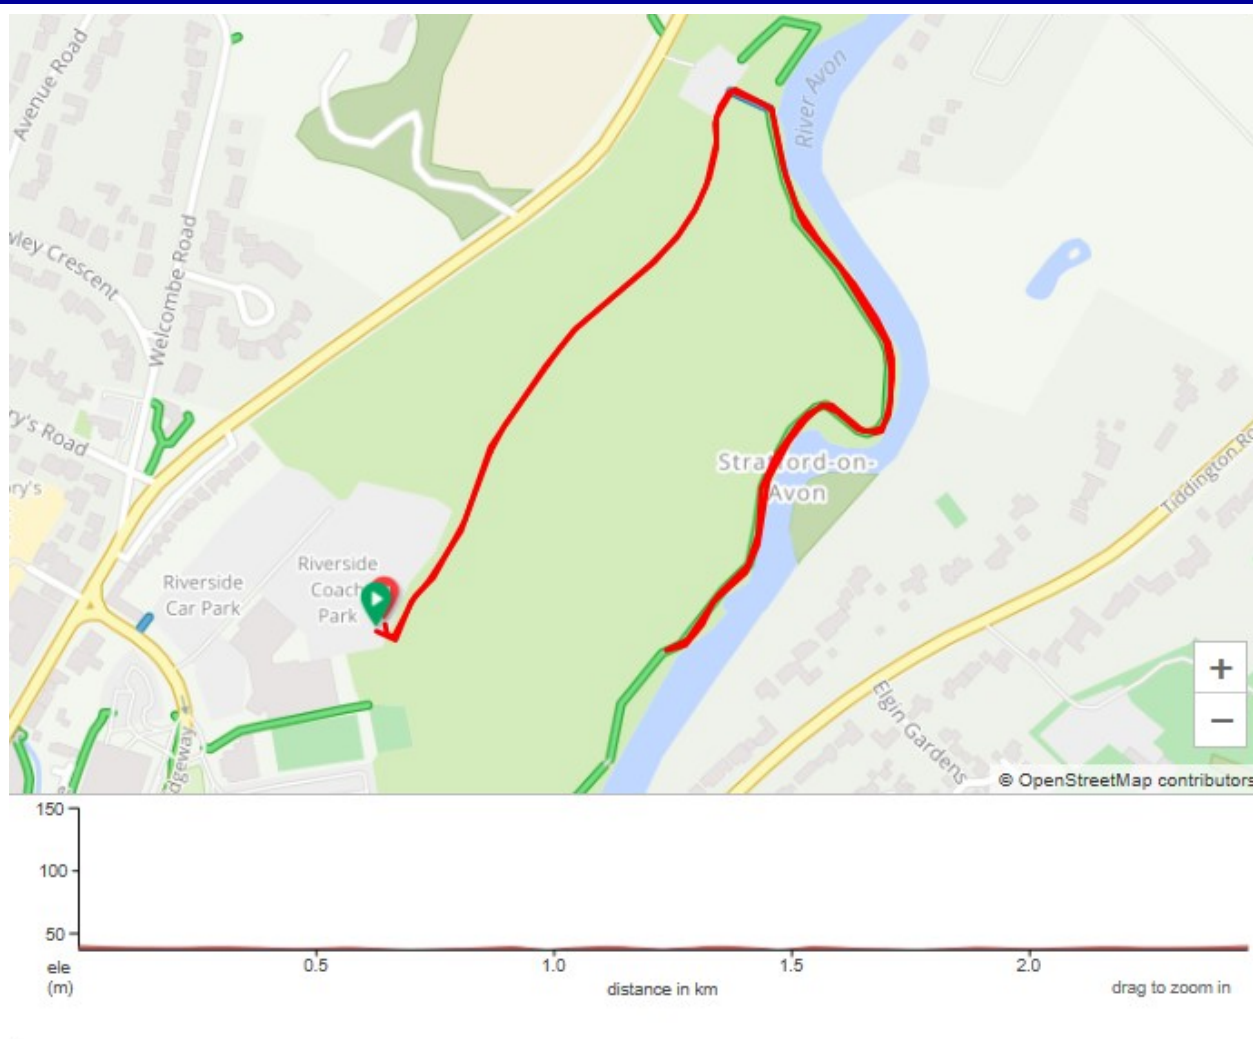 Avenue Road
River Avon
wley Crescent
Welcombe Road
ry's Road
ry's
Stratford-on-
Avon
Tiddington Ro
Riverside
Coach
Park
Riverside
Car Park
Elgin Gardens
dgeway
+
−
© OpenStreetMap contributors
150
100
50
ele
(m)
0.5
1.0
1.5
2.0
distance in km
drag to zoom in